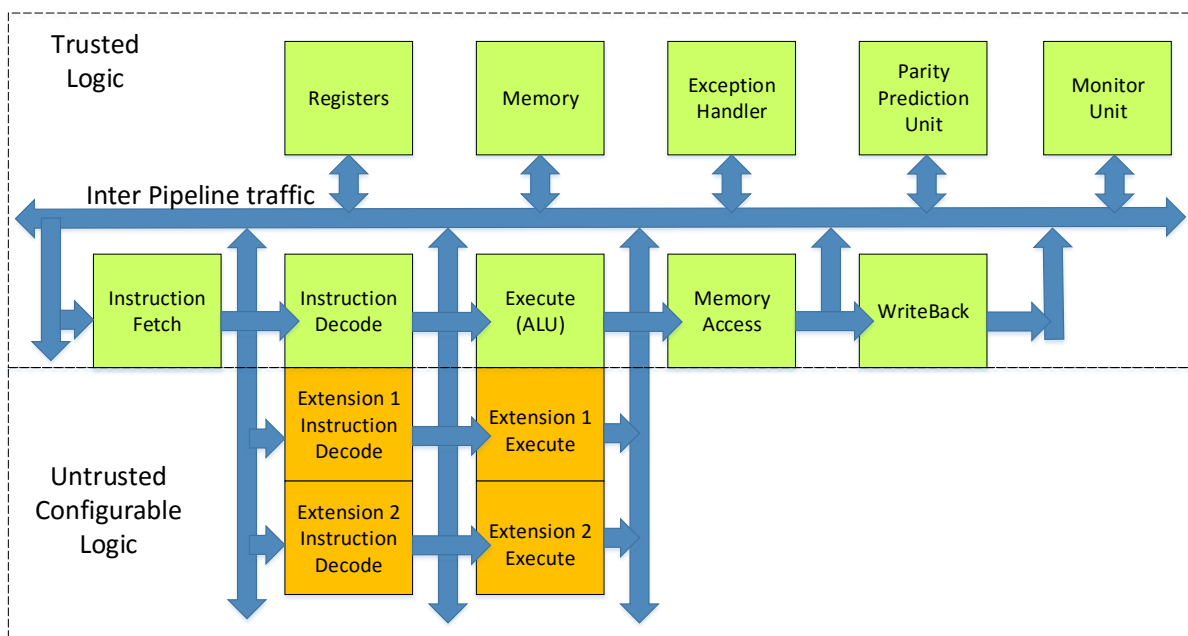 Trusted
Logic
Registers
Memory
Exception
Handler
Parity
Prediction
Unit
Monitor
Unit
Inter Pipeline traffic
Instruction
Fetch
Instruction
Decode
Execute
(ALU)
Memory
Access
WriteBack
Untrusted
Configurable
Logic
Extension 1
Instruction
Decode
Extension 1
Execute
Extension 2
Instruction
Decode
Extension 2
Execute